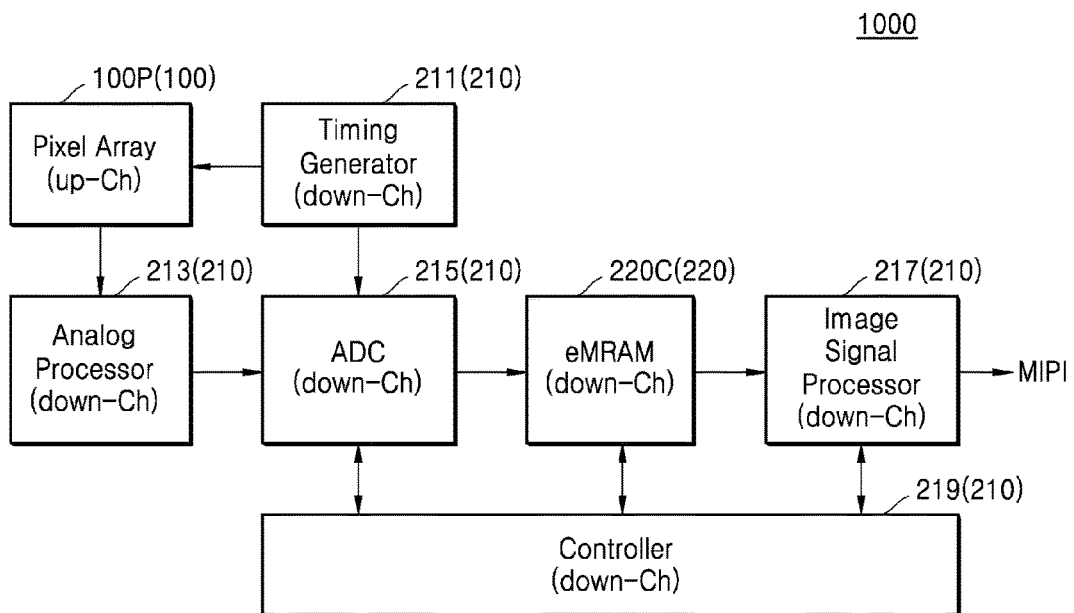 1000
100P(100)
211(210)
Pixel Array
(up-Ch)
Timing
Generator
(down-Ch)
213(210)
215(210)
220C(220)
217(210)
Analog
Processor
(down-Ch)
ADC
(down-Ch)
eMRAM
(down-Ch)
Image
Signal
Processor
(down-Ch)
MIPI
219(210)
Controller
(down-Ch)